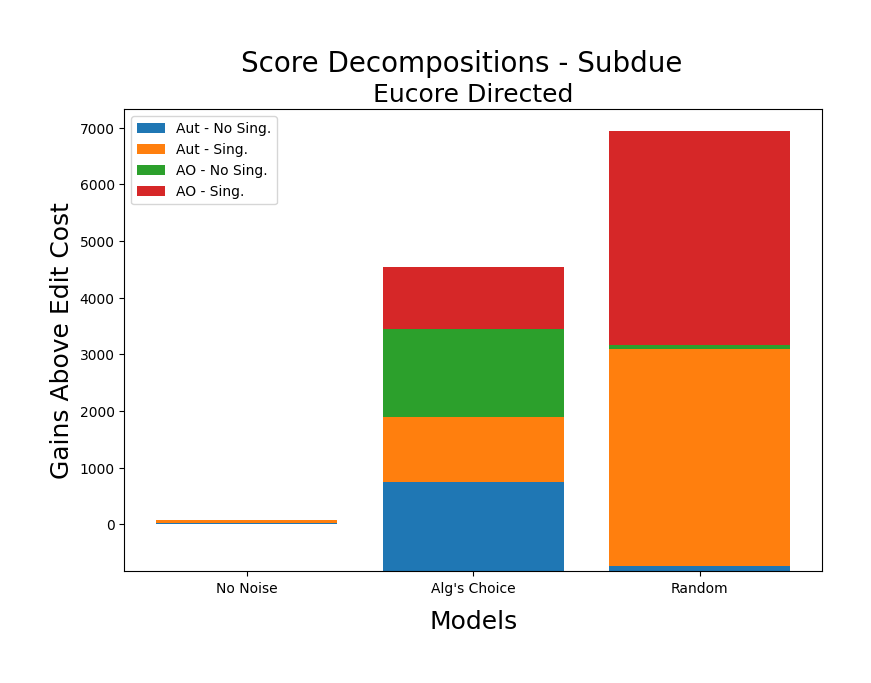 Score Decompositions - Subdue
Eucore Directed
Aut - No Sing.
Aut - Sing.
AO - No Sing.
AO - Sing.
7000
6000
5000
4000
3000
2000
1000
0
Gains Above Edit Cost
No Noise
Alg's Choice
Random
Models